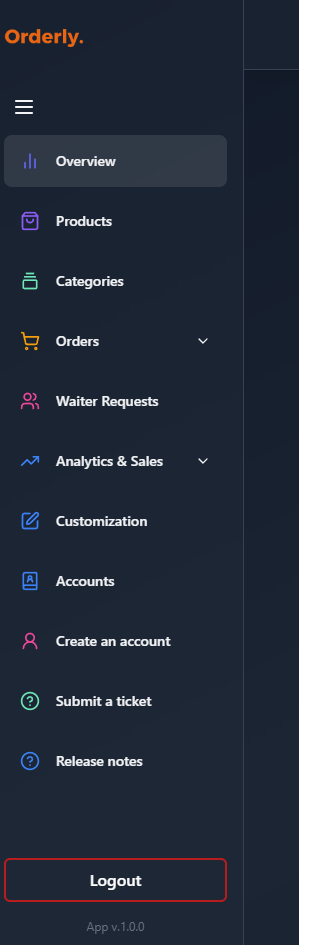 Orderly.
Overview
Products
Categories
Orders
Waiter Requests
Analytics & Sales
Customization
Accounts
Create an account
Submit a ticket
Release notes
Logout
App v.1.0.0